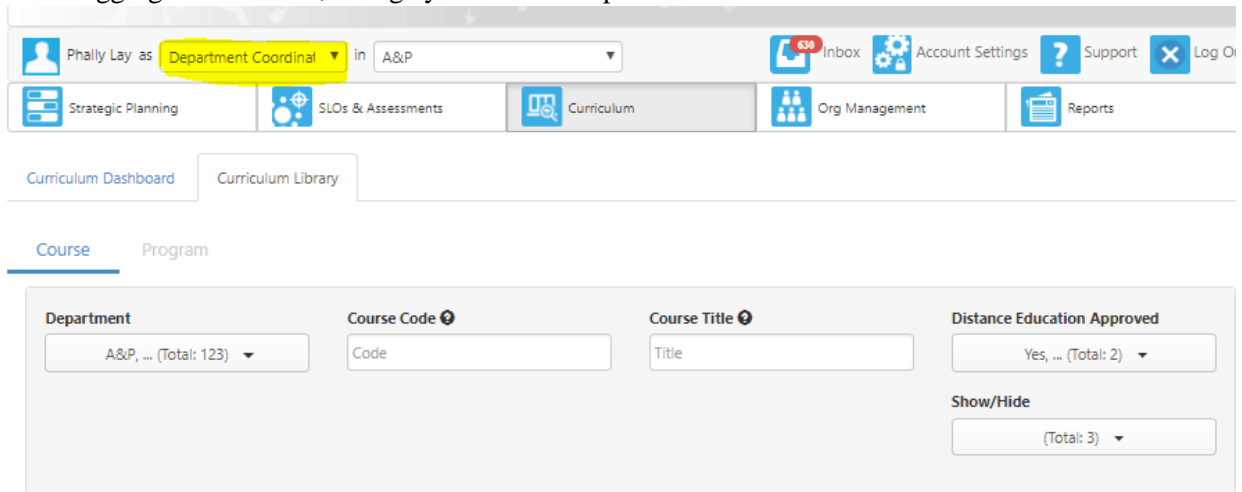 Phally Lay as Department Coordinat in A&P 630 Inbox Account Settings ? Support Log Ou
Strategic Planning SLOs & Assessments Curriculum Org Management Reports
Curriculum Dashboard Curriculum Library
Course Program
Department Course Code ? Course Title ? Distance Education Approved
A&P, ... (Total: 123) Code Title Yes, ... (Total: 2)
Show/Hide
(Total: 3)